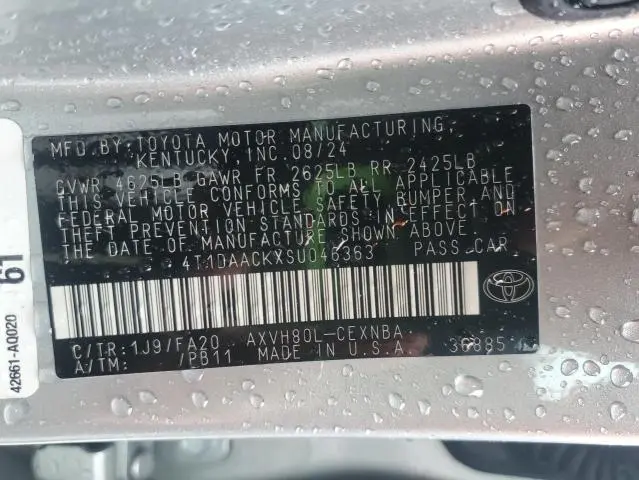 MFD BY:TOYOTA MOTOR MANUFACTURING,
KENTUCKY, INC. 08/24
GVWR 4625LB GAWR FR 2625LB RR 2425LB
THIS VEHICLE CONFORMS TO ALL APPLICABLE
FEDERAL MOTOR VEHICLE SAFETY BUMPER AND
THEFT PREVENTION STANDARDS IN EFFECT ON
THE DATE OF MANUFACTURE SHOWN ABOVE.
4T1DAACKXSU046363 PASS.CAR
C/TR:1J9/FA20 AXVH80L-CEXNBA
A/TM: /PB11 MADE IN U.S.A. 36885
42661-AQ020
61